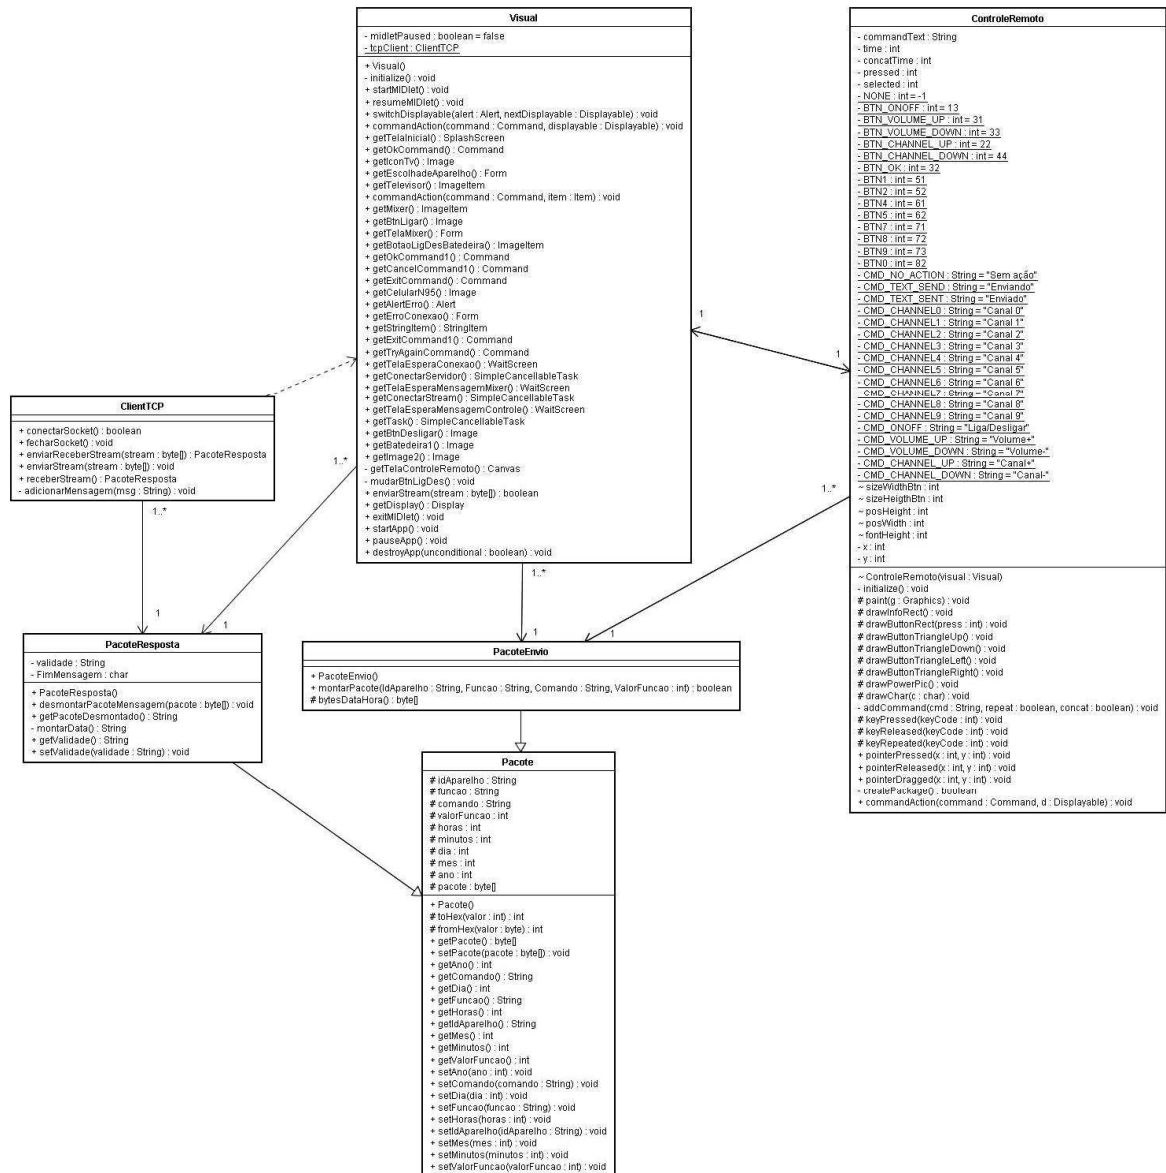 Visual
- midletPaused : boolean = false
- tcpClient : ClientTCP
+ Visual()
- initialize() : void
+ startMIDlet() : void
+ resumeMIDlet() : void
+ switchDisplayable(alert : Alert, nextDisplayable : Displayable) : void
+ commandAction(command : Command, displayable : Displayable) : void
+ getTelaInicial() : SplashScreen
+ getOkCommand() : Command
+ getIconTv() : Image
+ getEscolhadeAparelho() : Form
+ getTelevisor() : ImageItem
+ commandAction(command : Command, item : Item) : void
+ getMixer() : ImageItem
+ getBtnLigar() : Image
+ getTelaMixer() : Form
+ getBotaoLigDesBatedeira() : ImageItem
+ getOkCommand1() : Command
+ getCancelCommand1() : Command
+ getExitCommand() : Command
+ getCelularN95() : Image
+ getAlertErro() : Alert
+ getErroConexao() : Form
+ getStringItem() : StringItem
+ getExitCommand1() : Command
+ getTryAgainCommand() : Command
+ getTelaEsperaConexao() : WaitScreen
+ getConectarServidor() : SimpleCancellableTask
+ getTelaEsperaMensagemMixer() : WaitScreen
+ getConectarStream() : SimpleCancellableTask
+ getTelaEsperaMensagemControle() : WaitScreen
+ getTask() : SimpleCancellableTask
+ getBtnDesligar() : Image
+ getBatedeira1() : Image
+ getImage2() : Image
- getTelaControleRemoto() : Canvas
- mudarBtnLigDes() : void
+ enviarStream(stream : byte[]) : boolean
+ getDisplay() : Display
+ exitMIDlet() : void
+ startApp() : void
+ pauseApp() : void
+ destroyApp(unconditional : boolean) : void
ControleRemoto
- commandText : String
- time : int
- concatTime : int
- pressed : int
- selected : int
- NONE : int = -1
- BTN_ONOFF : int = 13
- BTN_VOLUME_UP : int = 31
- BTN_VOLUME_DOWN : int = 33
- BTN_CHANNEL_UP : int = 22
- BTN_CHANNEL_DOWN : int = 44
- BTN_OK : int = 32
- BTN1 : int = 51
- BTN2 : int = 52
- BTN4 : int = 61
- BTN5 : int = 62
- BTN7 : int = 71
- BTN8 : int = 72
- BTN9 : int = 73
- BTN0 : int = 82
- CMD_NO_ACTION : String = "Sem ação"
- CMD_TEXT_SEND : String = "Enviando"
- CMD_TEXT_SENT : String = "Enviado"
- CMD_CHANNEL0 : String = "Canal 0"
- CMD_CHANNEL1 : String = "Canal 1"
- CMD_CHANNEL2 : String = "Canal 2"
- CMD_CHANNEL3 : String = "Canal 3"
- CMD_CHANNEL4 : String = "Canal 4"
- CMD_CHANNEL5 : String = "Canal 5"
- CMD_CHANNEL6 : String = "Canal 6"
- CMD_CHANNEL7 : String = "Canal 7"
- CMD_CHANNEL8 : String = "Canal 8"
- CMD_CHANNEL9 : String = "Canal 9"
- CMD_ONOFF : String = "Liga/Desligar"
- CMD_VOLUME_UP : String = "Volume+"
- CMD_VOLUME_DOWN : String = "Volume-"
- CMD_CHANNEL_UP : String = "Canal+"
- CMD_CHANNEL_DOWN : String = "Canal-"
~ sizeWidthBtn : int
~ sizeHeigthBtn : int
~ posHeight : int
~ posWidth : int
~ fontHeight : int
- x : int
- y : int
~ ControleRemoto(visual : Visual)
- initialize() : void
# paint(g : Graphics) : void
# drawInfoRect() : void
# drawButtonRect(press : int) : void
# drawButtonTriangleUp() : void
# drawButtonTriangleDown() : void
# drawButtonTriangleLeft() : void
# drawButtonTriangleRight() : void
# drawPowerPic() : void
# drawChar(c : char) : void
- addCommand(cmd : String, repeat : boolean, concat : boolean) : void
# keyPressed(keyCode : int) : void
# keyReleased(keyCode : int) : void
# keyRepeated(keyCode : int) : void
+ pointerPressed(x : int, y : int) : void
+ pointerReleased(x : int, y : int) : void
+ pointerDragged(x : int, y : int) : void
- createPackage() : boolean
+ commandAction(command : Command, d : Displayable) : void
1
1
ClientTCP
+ conectarSocket() : boolean
+ fecharSocket() : void
+ enviarReceberStream(stream : byte[]) : PacoteResposta
+ enviarStream(stream : byte[]) : void
+ receberStream() : PacoteResposta
- adicionarMensagem(msg : String) : void
1..*
1..*
1..*
1..*
1
1
1
1
PacoteResposta
- validade : String
- FimMensagem : char
+ PacoteResposta()
+ desmontarPacoteMensagem(pacote : byte[]) : void
+ getPacoteDesmontado() : String
- montarData() : String
+ getValidade() : String
+ setValidade(validade : String) : void
PacoteEnvio
+ PacoteEnvio()
+ montarPacote(IdAparelho : String, Funcao : String, Comando : String, ValorFuncao : int) : boolean
# bytesDataHora() : byte[]
Pacote
# idAparelho : String
# funcao : String
# comando : String
# valorFuncao : int
# horas : int
# minutos : int
# dia : int
# mes : int
# ano : int
# pacote : byte[]
+ Pacote()
# toHex(valor : int) : int
# fromHex(valor : byte) : int
+ getPacote() : byte[]
+ setPacote(pacote : byte[]) : void
+ getAno() : int
+ getComando() : String
+ getDia() : int
+ getFuncao() : String
+ getHoras() : int
+ getIdAparelho() : String
+ getMes() : int
+ getMinutos() : int
+ getValorFuncao() : int
+ setAno(ano : int) : void
+ setComando(comando : String) : void
+ setDia(dia : int) : void
+ setFuncao(funcao : String) : void
+ setHoras(horas : int) : void
+ setIdAparelho(idAparelho : String) : void
+ setMes(mes : int) : void
+ setMinutos(minutos : int) : void
+ setValorFuncao(valorFuncao : int) : void